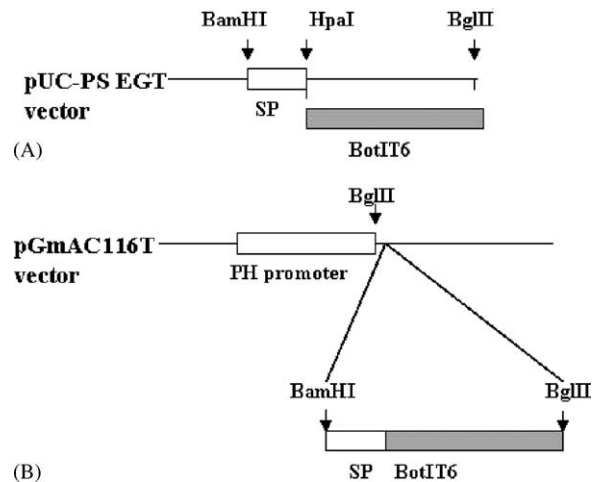 BamHI HpaI BglII
pUC-PS EGT
vector
SP
BotIT6
(A)
BglII
pGmAC116T
vector
PH promoter
BamHI BglII
SP BotIT6
(B)